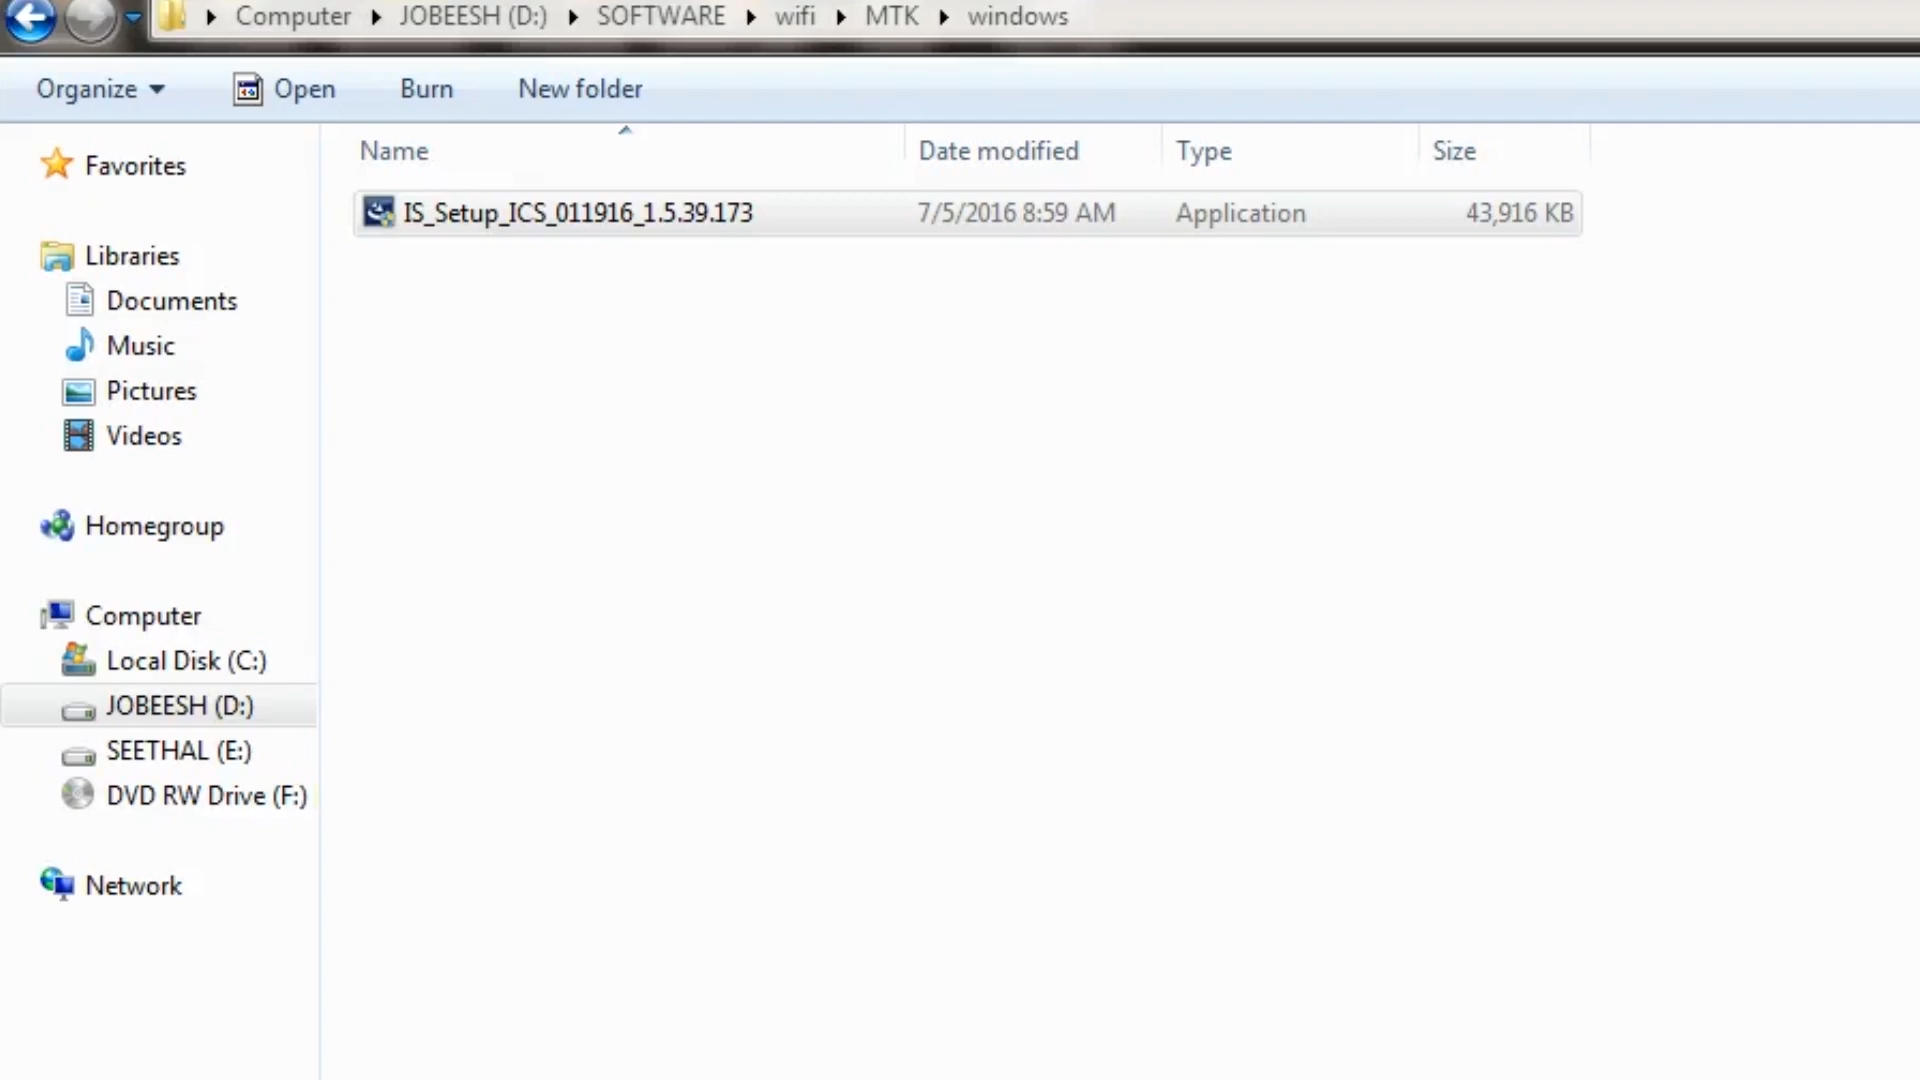 Computer JOBEESH (D:) SOFTWARE wifi MTK windows
Organize Open Burn New folder
Name Date modified Type Size
IS_Setup_ICS_011916_1.5.39.173 7/5/2016 8:59 AM Application 43,916 KB
Favorites
Libraries
Documents
Music
Pictures
Videos
Homegroup
Computer
Local Disk (C:)
JOBEESH (D:)
SEETHAL (E:)
DVD RW Drive (F:)
Network